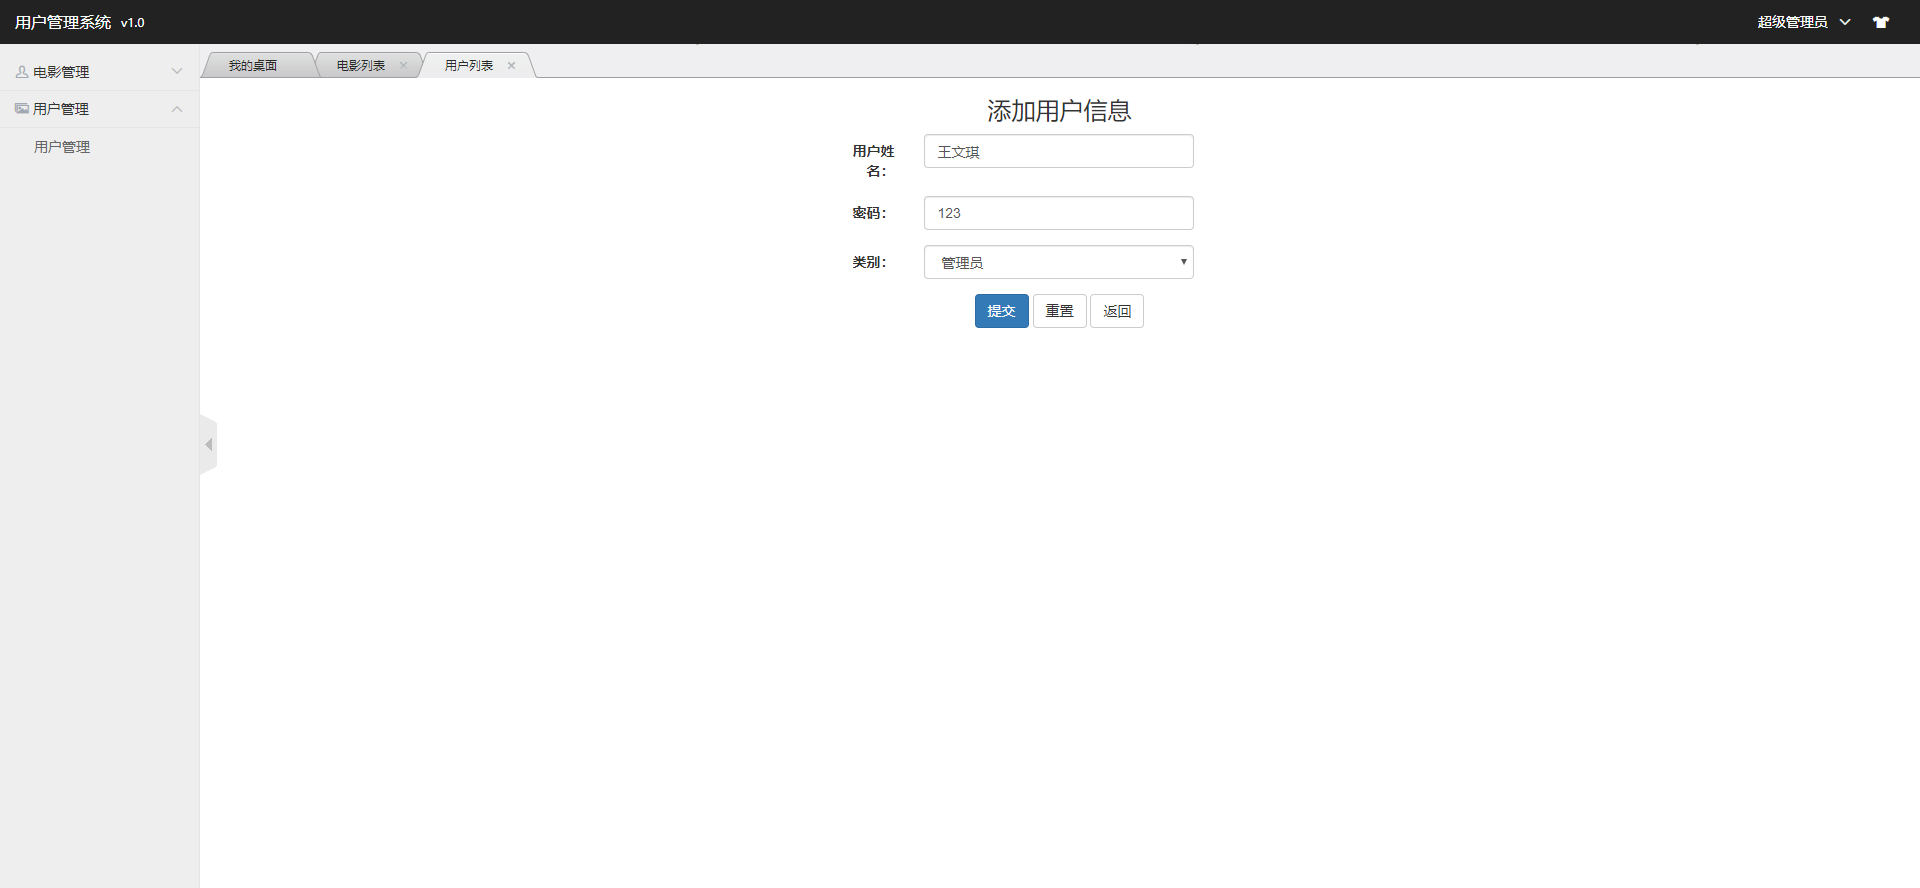 用户管理系统 v1.0
超级管理员
电影管理
用户管理
用户管理
我的桌面
电影列表
用户列表
添加用户信息
用户姓
名：
王文琪
密码：
123
类别：
管理员
提交
重置
返回